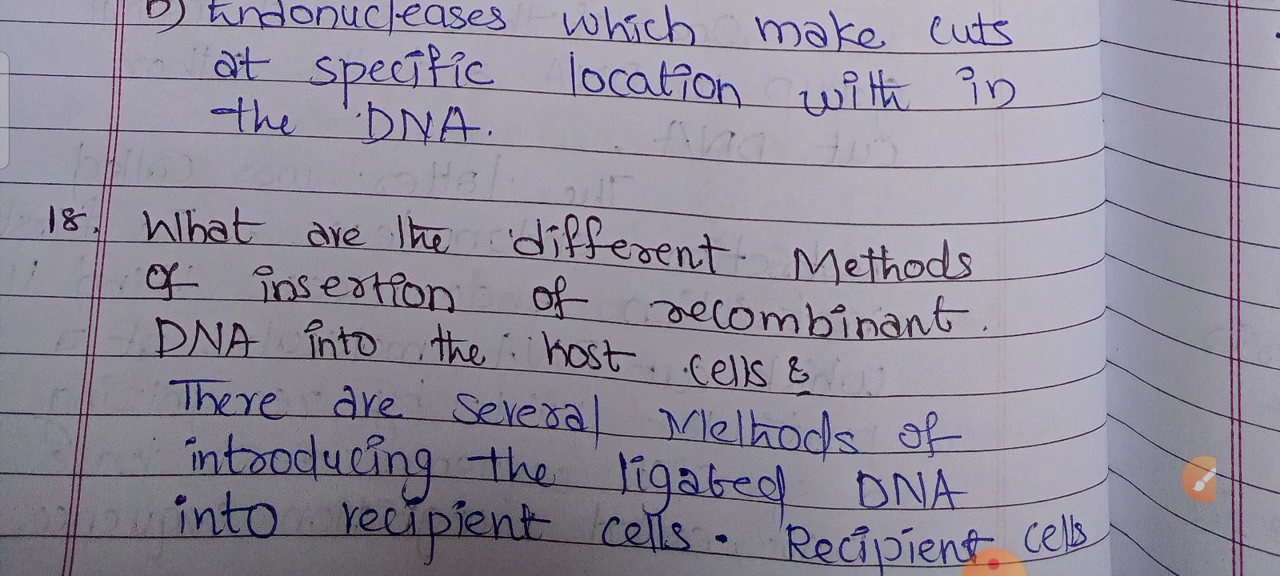 b) Endonucleases which make cuts
at specific location with in
the DNA.
18. What are the different Methods
of insertion of recombinant.
DNA into the host cells &
There are several Methods of
introducing the ligated DNA
into recipient cells. Recipient cells